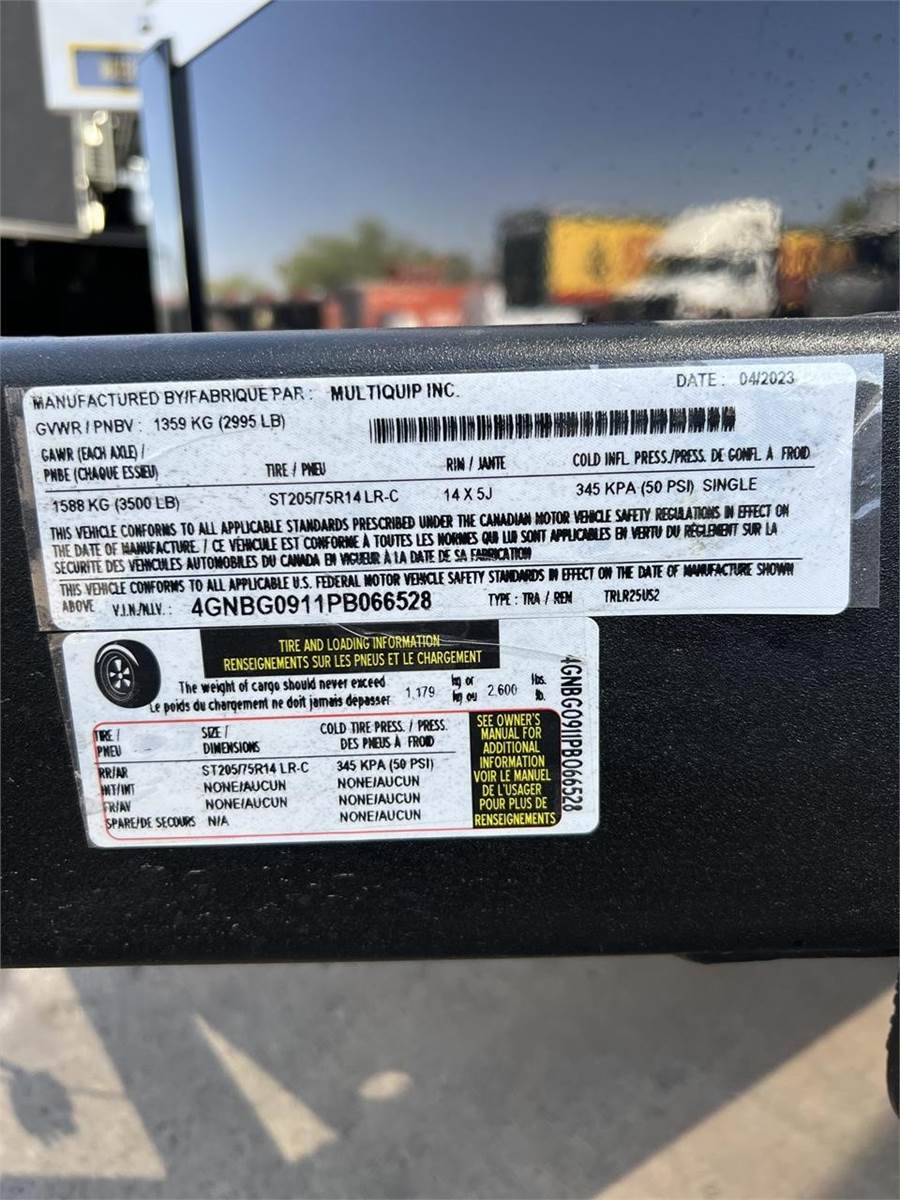 MANUFACTURED BY/FABRIQUE PAR : MULTIQUIP INC. DATE : 04/2023
GVWR / PNBV : 1359 KG (2995 LB)
GAWR (EACH AXLE) /
PNBE (CHAQUE ESSIEU) TIRE / PNEU RIM / JANTE COLD INFL. PRESS./PRESS. DE GONFL. À FROID
1588 KG (3500 LB) ST205/75R14 LR-C 14 X 5J 345 KPA (50 PSI) SINGLE
THIS VEHICLE CONFORMS TO ALL APPLICABLE STANDARDS PRESCRIBED UNDER THE CANADIAN MOTOR VEHICLE SAFETY REGULATIONS IN EFFECT ON
THE DATE OF MANUFACTURE. / CE VÉHICULE EST CONFORME À TOUTES LES NORMES QUI LUI SONT APPLICABLES EN VERTU DU RÈGLEMENT SUR LA
SÉCURITÉ DES VÉHICULES AUTOMOBILES DU CANADA EN VIGUEUR À LA DATE DE SA FABRICATION
THIS VEHICLE CONFORMS TO ALL APPLICABLE U.S. FEDERAL MOTOR VEHICLE SAFETY STANDARDS IN EFFECT ON THE DATE OF MANUFACTURE SHOWN
ABOVE V.I.N./N.I.V. : 4GNBG0911PB066528 TYPE : TRA / REM TRLR25US2
TIRE AND LOADING INFORMATION
RENSEIGNEMENTS SUR LES PNEUS ET LE CHARGEMENT
The weight of cargo should never exceed 1,179 kg or 2,600 lbs.
Le poids du chargement ne doit jamais dépasser kg ou lb.
TIRE / SIZE / COLD TIRE PRESS. / PRESS.
PNEU DIMENSIONS DES PNEUS À FROID
RR/AR ST205/75R14 LR-C 345 KPA (50 PSI)
INT/INT NONE/AUCUN NONE/AUCUN
FR/AV NONE/AUCUN NONE/AUCUN
SPARE/DE SECOURS N/A NONE/AUCUN
SEE OWNER'S
MANUAL FOR
ADDITIONAL
INFORMATION
VOIR LE MANUEL
DE L'USAGER
POUR PLUS DE
RENSEIGNEMENTS
4GNBG0911PB066528